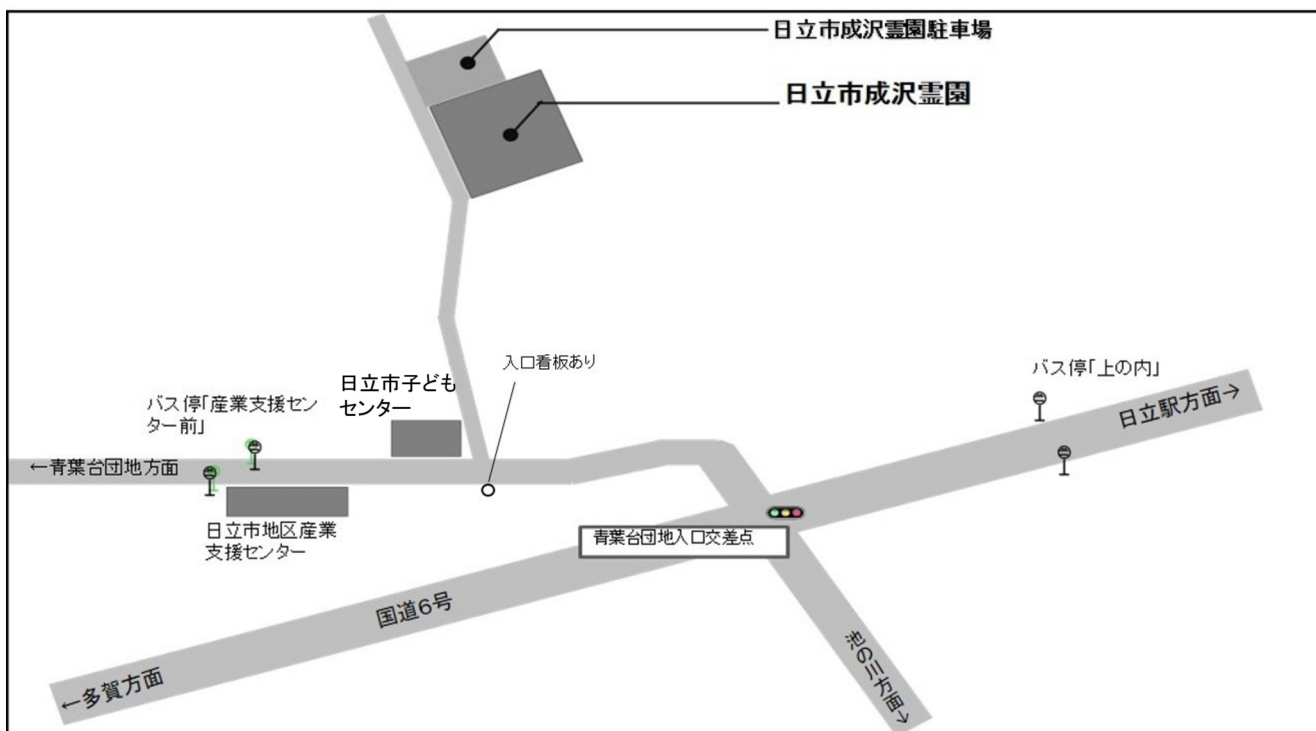 日立市成沢霊園駐車場
日立市成沢霊園
入口看板あり
バス停「上の内」
日立市子ども
センター
バス停「産業支援セン
ター前」
日立駅方面→
←青葉台団地方面
日立市地区産業
支援センター
青葉台団地入口交差点
国道6号
池の川方面→
←多賀方面